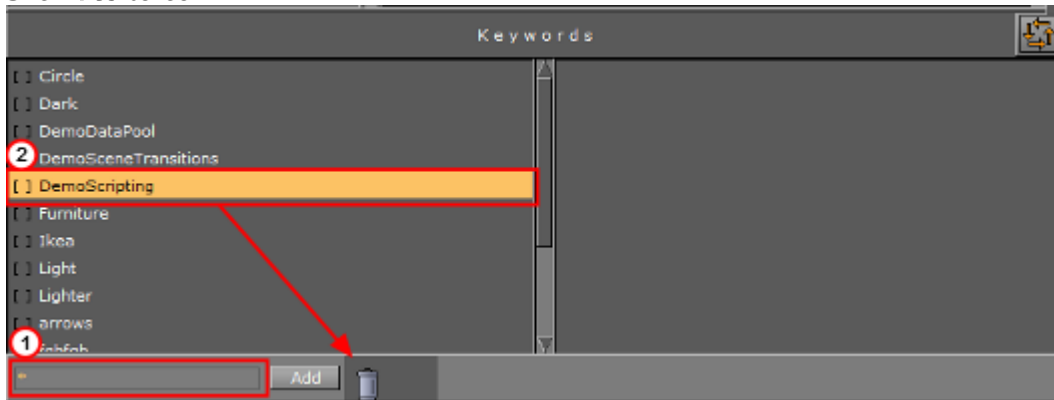 Keywords
[ ] Circle
[ ] Dark
[ ] DemoDataPool
2 DemoSceneTransitions
[ ] DemoScripting
[ ] Furniture
[ ] Ikea
[ ] Light
[ ] Lighter
[ ] arrows
1
* Add